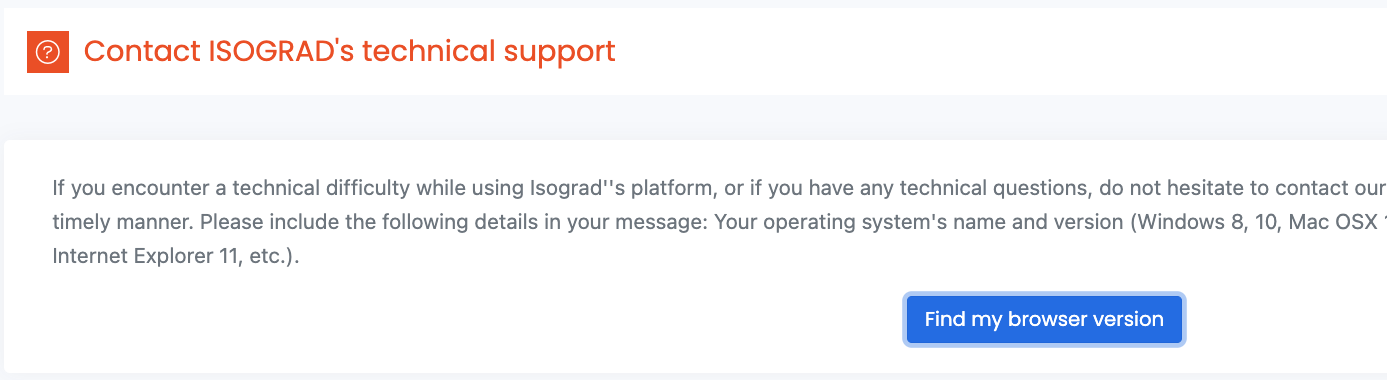 Contact ISOGRAD's technical support
If you encounter a technical difficulty while using Isograd''s platform, or if you have any technical questions, do not hesitate to contact our
timely manner. Please include the following details in your message: Your operating system's name and version (Windows 8, 10, Mac OSX
Internet Explorer 11, etc.).
Find my browser version